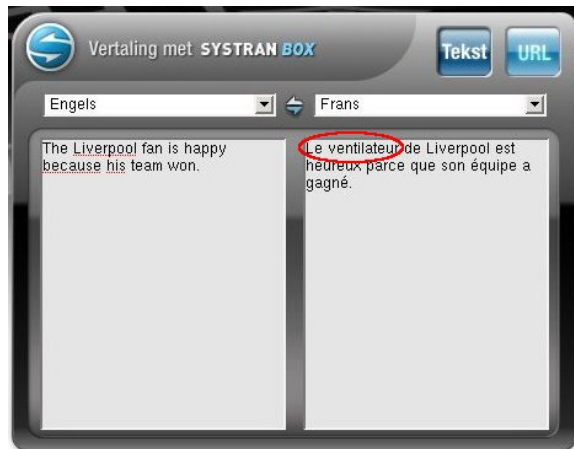 Vertaling met SYSTRAN BOX
Tekst
URL
Engels
Frans
The Liverpool fan is happy
because his team won.
Le ventilateur de Liverpool est
heureux parce que son équipe a
gagné.